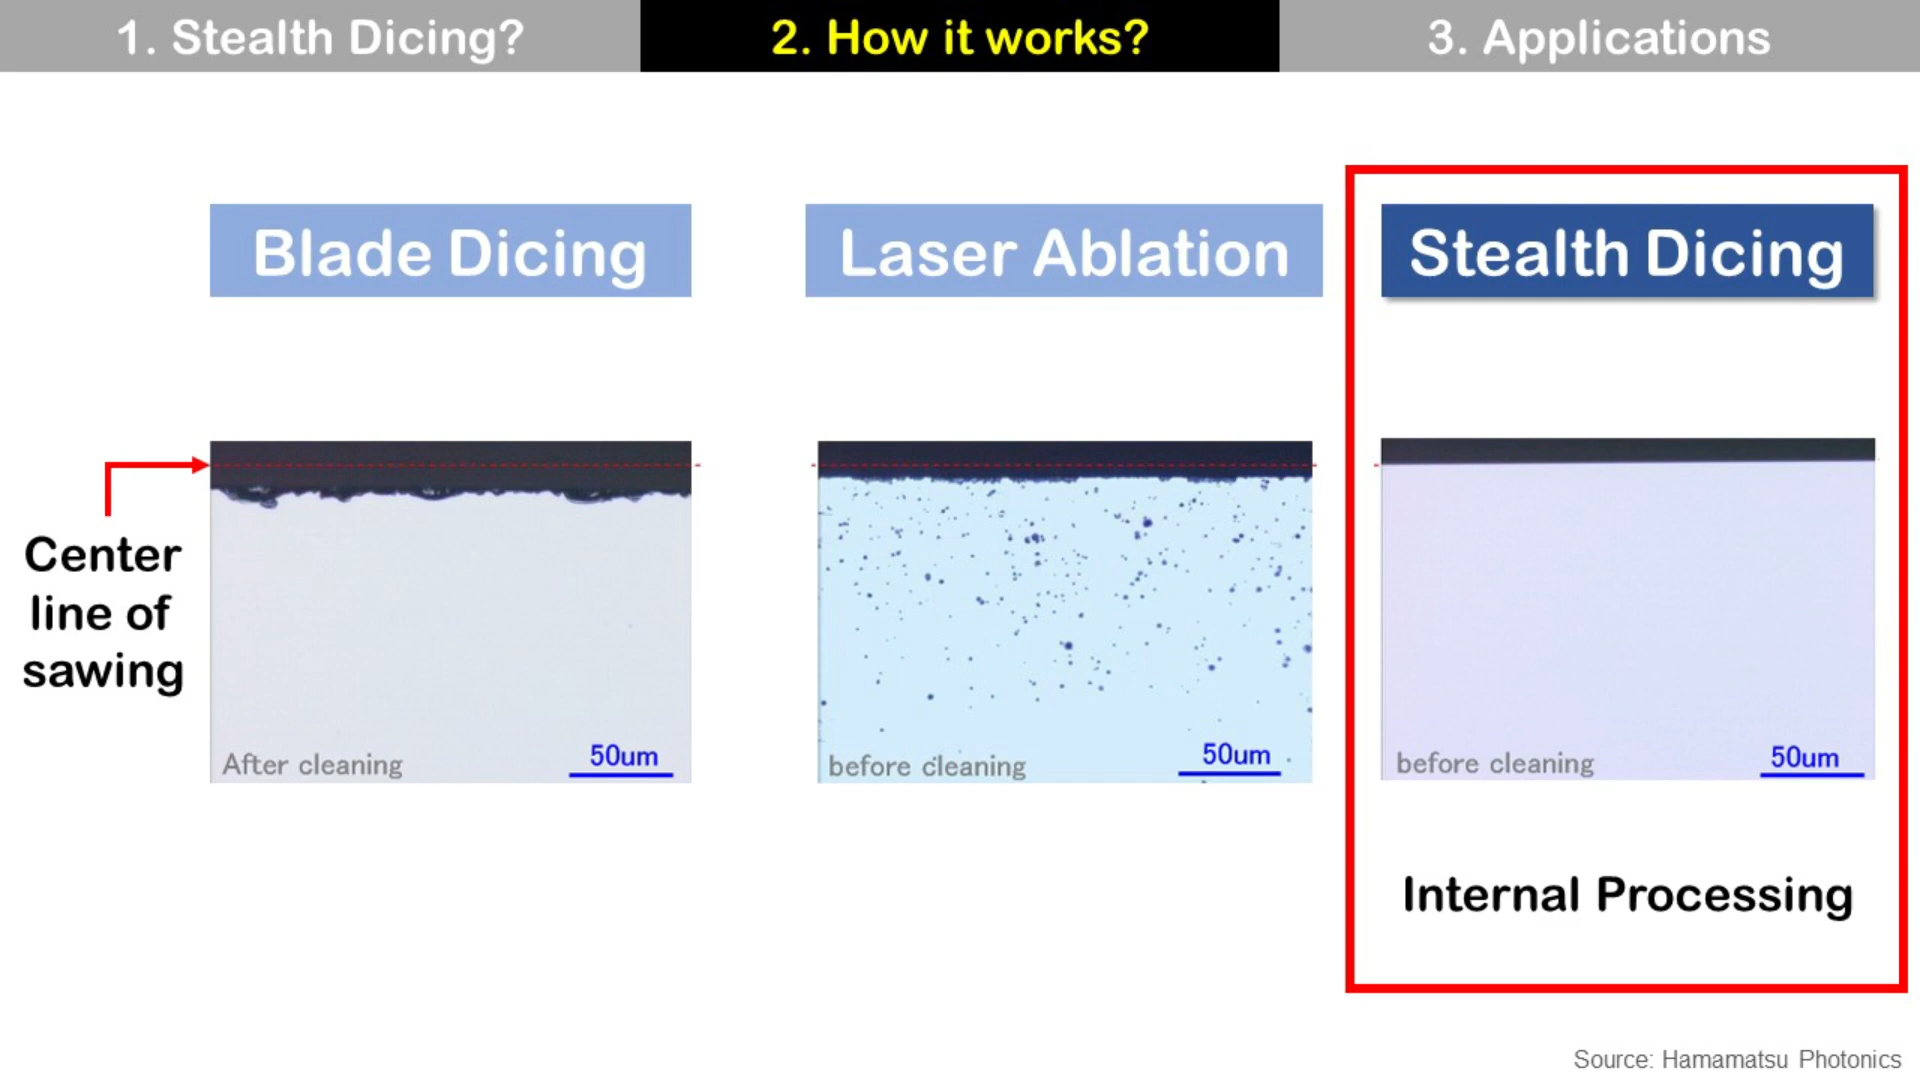 1. Stealth Dicing?
2. How it works?
3. Applications
Blade Dicing
Laser Ablation
Stealth Dicing
Center
line of
sawing
After cleaning
50um
before cleaning
50um
before cleaning
50um
Internal Processing
Source: Hamamatsu Photonics